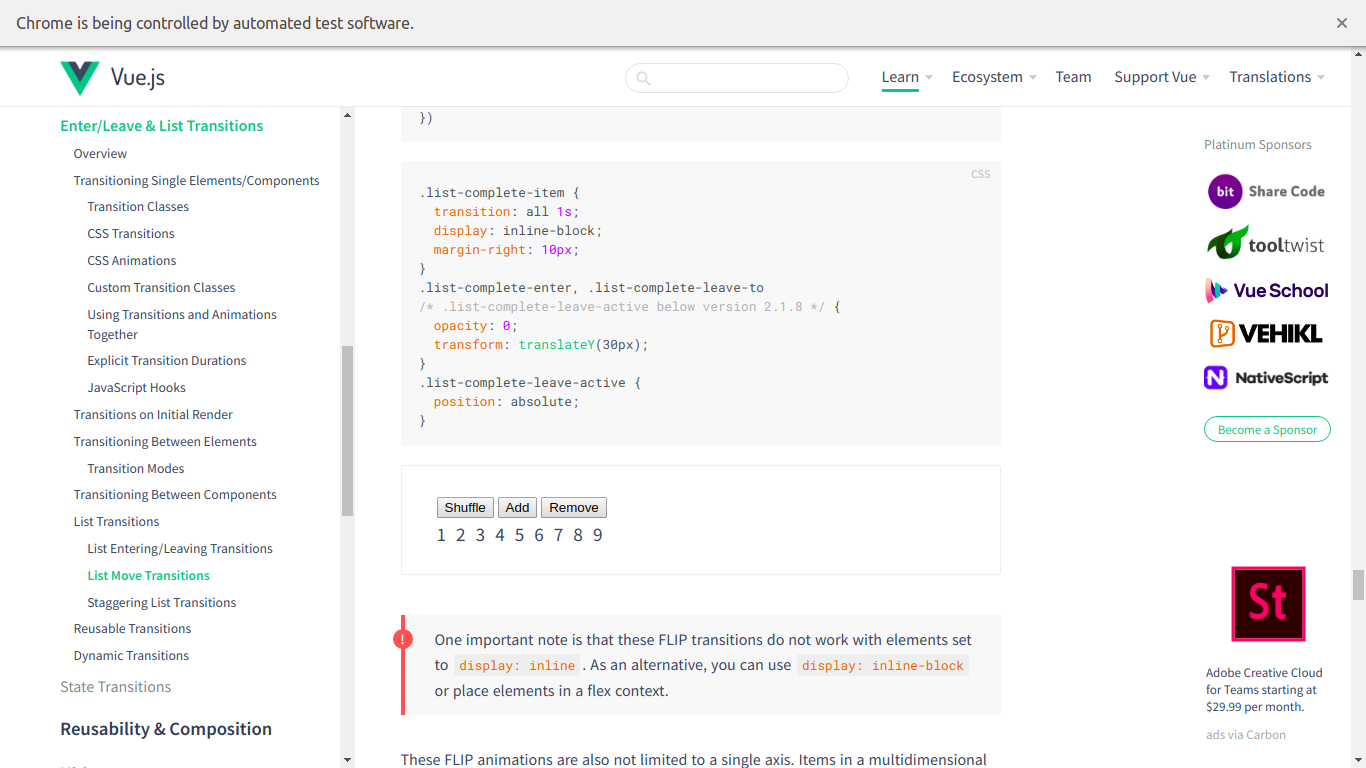 Chrome is being controlled by automated test software.
Vue.js
Learn
Ecosystem
Team
Support Vue
Translations
Enter/Leave & List Transitions
Overview
Transitioning Single Elements/Components
Transition Classes
CSS Transitions
CSS Animations
Custom Transition Classes
Using Transitions and Animations
Together
Explicit Transition Durations
JavaScript Hooks
Transitions on Initial Render
Transitioning Between Elements
Transition Modes
Transitioning Between Components
List Transitions
List Entering/Leaving Transitions
List Move Transitions
Staggering List Transitions
Reusable Transitions
Dynamic Transitions
State Transitions
Reusability & Composition
})
CSS
.list-complete-item {
transition: all 1s;
display: inline-block;
margin-right: 10px;
}
.list-complete-enter, .list-complete-leave-to
/* .list-complete-leave-active below version 2.1.8 */ {
opacity: 0;
transform: translateY(30px);
}
.list-complete-leave-active {
position: absolute;
}
Shuffle Add Remove
1 2 3 4 5 6 7 8 9
!
One important note is that these FLIP transitions do not work with elements set
to display: inline . As an alternative, you can use display: inline-block
or place elements in a flex context.
These FLIP animations are also not limited to a single axis. Items in a multidimensional
Platinum Sponsors
bit Share Code
tooltwist
Vue School
VEHIKL
NativeScript
Become a Sponsor
St
Adobe Creative Cloud
for Teams starting at
$29.99 per month.
ads via Carbon